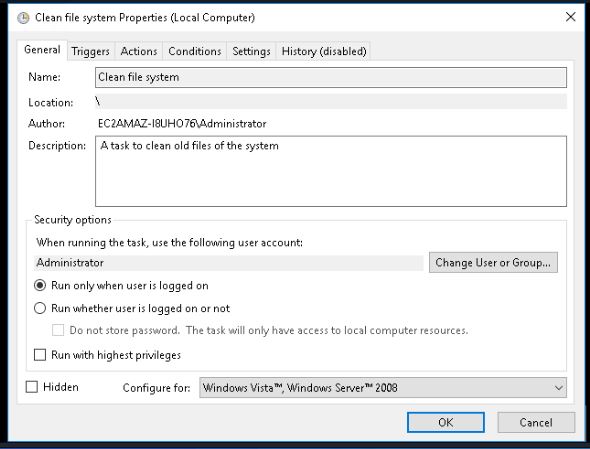 Clean file system Properties (Local Computer)
General Triggers Actions Conditions Settings History (disabled)
Name: Clean file system
Location: \
Author: EC2AMAZ-I8UHO76\Administrator
Description: A task to clean old files of the system
Security options
When running the task, use the following user account:
Administrator Change User or Group...
Run only when user is logged on
Run whether user is logged on or not
Do not store password. The task will only have access to local computer resources.
Run with highest privileges
Hidden Configure for: Windows Vista™, Windows Server™ 2008
OK Cancel